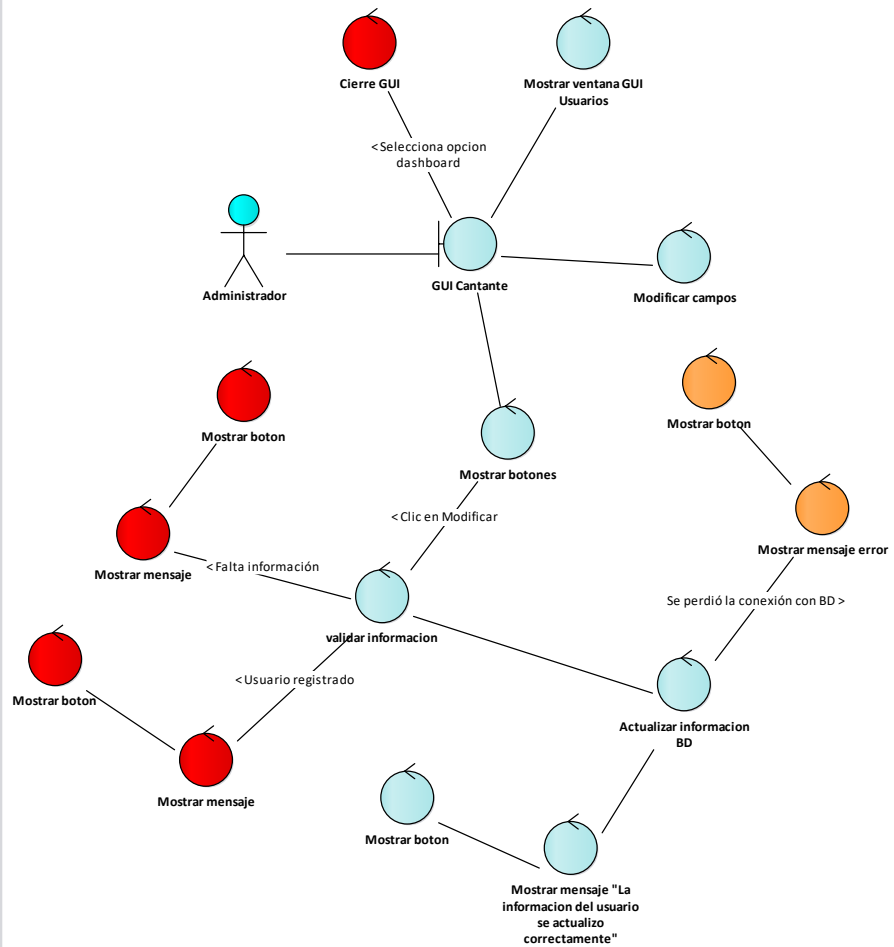 Cierre GUI
Mostrar ventana GUI
Usuarios
< Selecciona opcion
dashboard
Administrador
GUI Cantante
Modificar campos
Mostrar boton
Mostrar boton
Mostrar botones
< Clic en Modificar
Mostrar mensaje error
Mostrar mensaje
< Falta información
Se perdió la conexión con BD >
validar informacion
< Usuario registrado
Mostrar boton
Actualizar informacion
BD
Mostrar mensaje
Mostrar boton
Mostrar mensaje "La
informacion del usuario
se actualizo
correctamente"